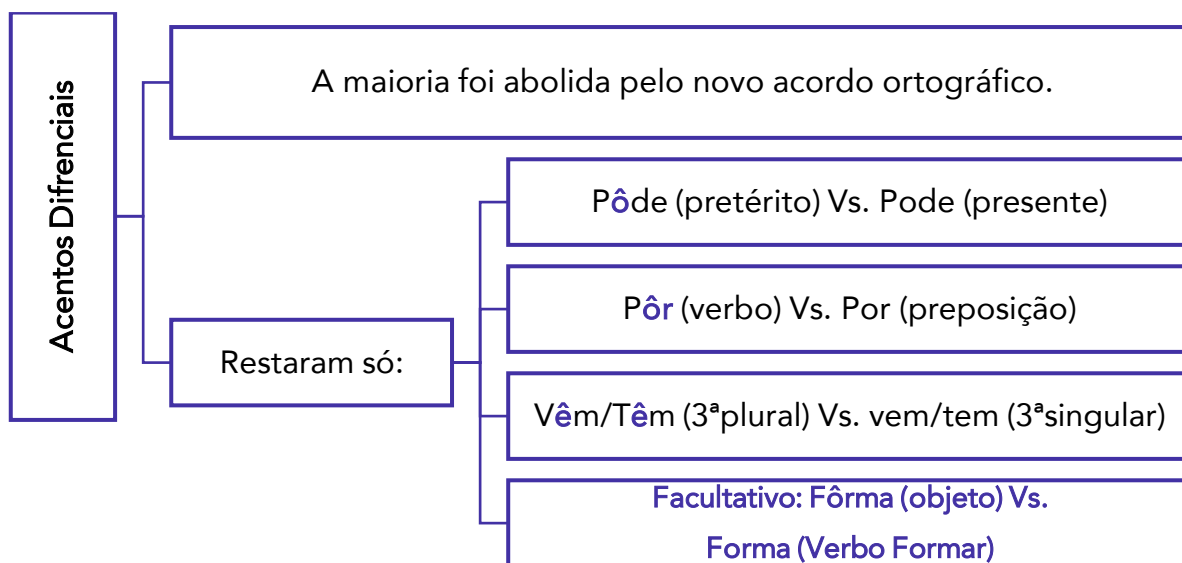 Acentos Difrenciais
A maioria foi abolida pelo novo acordo ortográfico.
Restaram só:
Pôde (pretérito) Vs. Pode (presente)
Pôr (verbo) Vs. Por (preposição)
Vêm/Têm (3ªplural) Vs. vem/tem (3ªsingular)
Facultativo: Fôrma (objeto) Vs.
Forma (Verbo Formar)